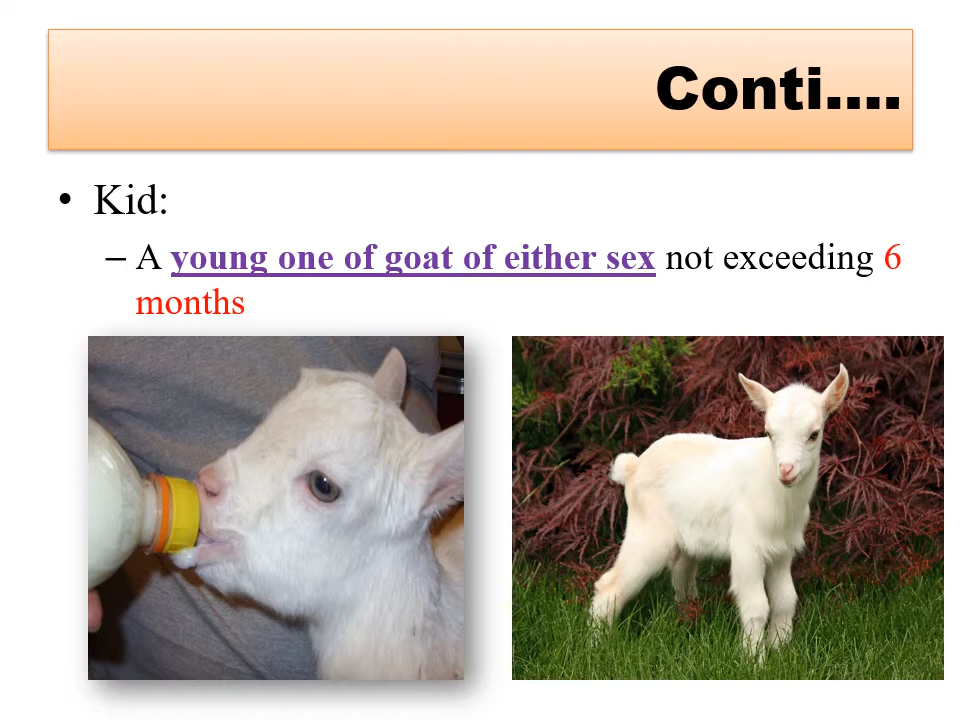 Conti....
• Kid:
– A young one of goat of either sex not exceeding 6
months